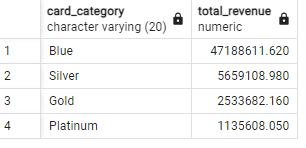 card_category total_revenue
character varying (20) numeric
1 Blue 47188611.620
2 Silver 5659108.980
3 Gold 2533682.160
4 Platinum 1135608.050